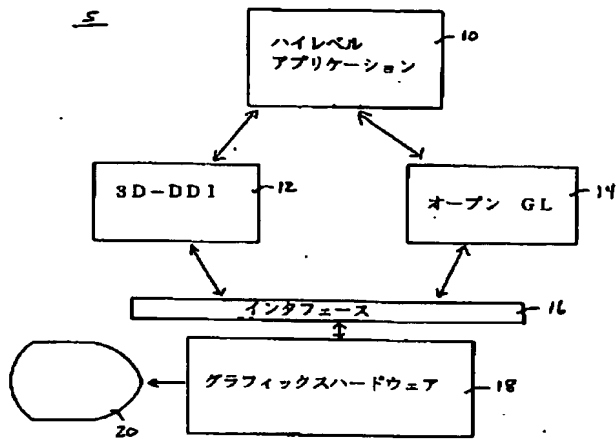 5
ハイレベル
アプリケーション
10
3D-DDI
12
オープン GL
14
インタフェース
16
グラフィックスハードウェア
18
20